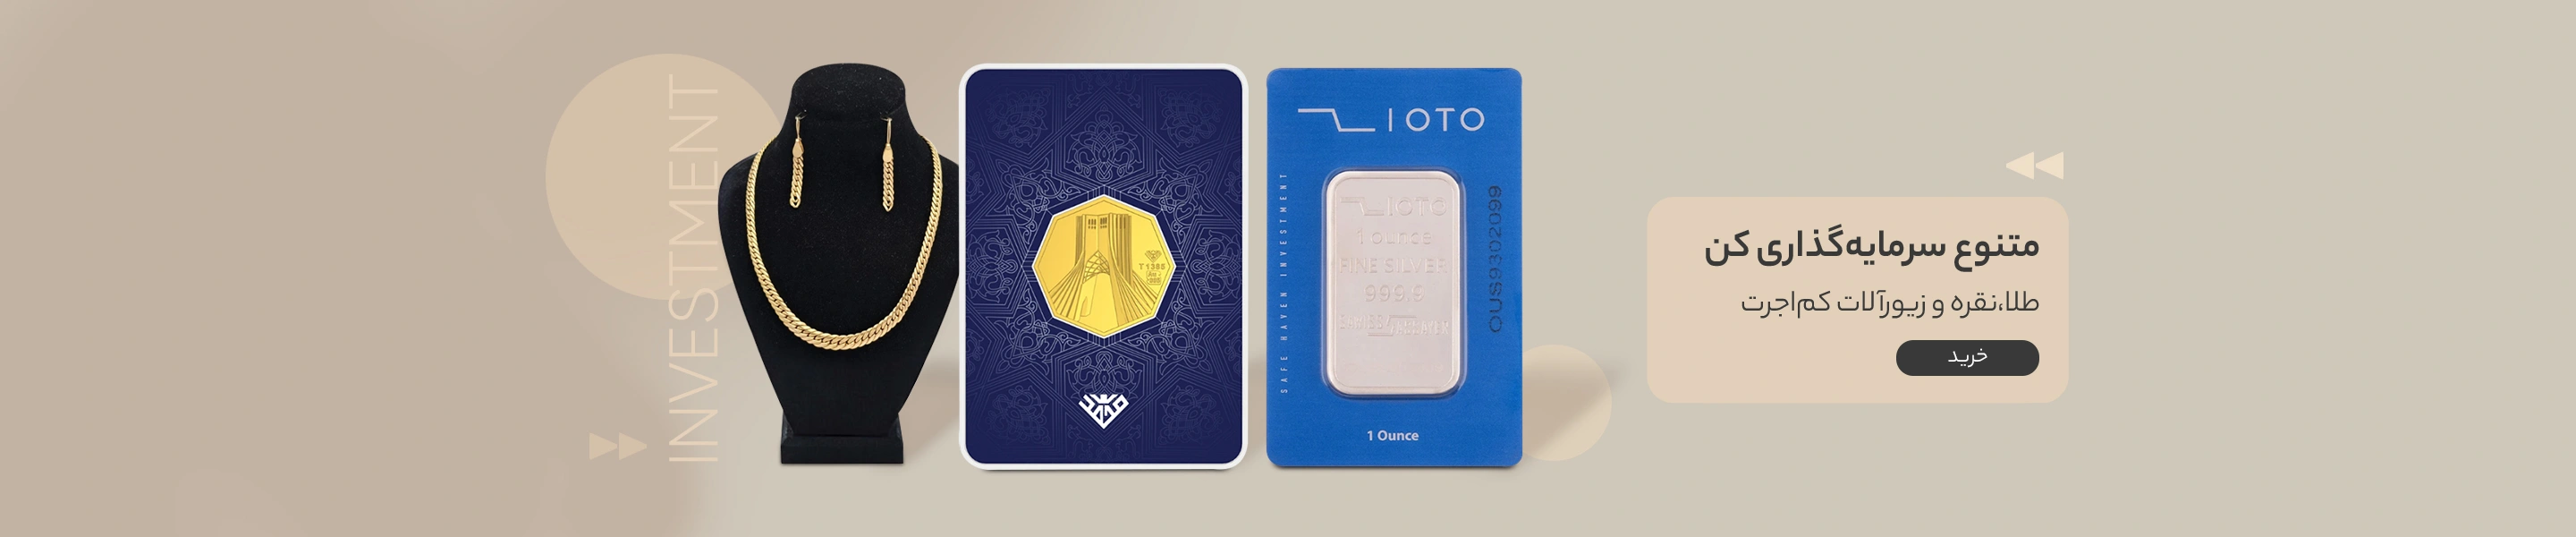 متنوع سرمایه‌گذاری کن
طلا،نقره و زیورآلات کم‌اجرت
خرید
IOTO
SAFE HAVEN INVESTMENT
IOTO
1 ounce
FINE SILVER
999.9
OUS9302099
1 Ounce
T1385
INVESTMENT